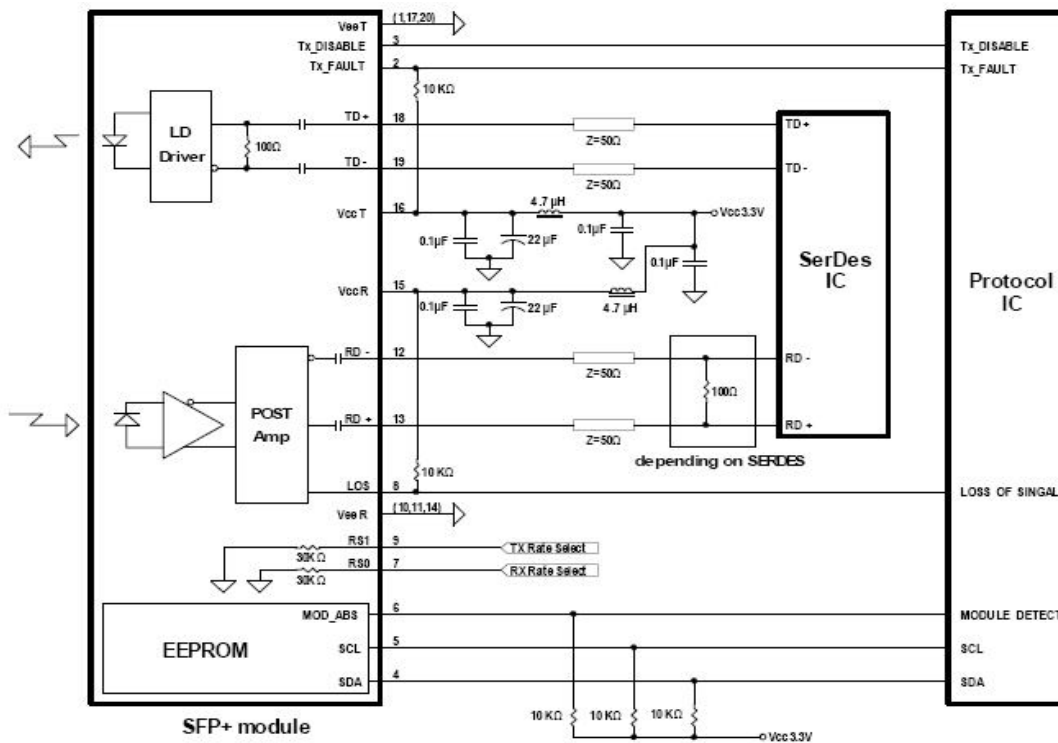 VeeT (1,17,20)
Tx_DISABLE 3 Tx_DISABLE
Tx_FAULT 2 Tx_FAULT
10 KΩ
LD
Driver
100Ω
TD+ 18 TD+
Z=50Ω
TD- 19 TD-
Z=50Ω
4.7 µH
VccT 16 Vcc3.3V
0.1µF
22 µF
0.1µF
0.1µF
SerDes
IC
Protocol
IC
VccR 15
0.1µF
22 µF
4.7 µH
RD - 12 RD -
Z=50Ω
100Ω
POST
Amp
RD + 13 RD +
Z=50Ω
depending on SERDES
10 KΩ
LOS 8 LOSS OF SINGAL
VeeR (10,11,14)
RS1 9 TX Rate Select
30KΩ
RS0 7 RX Rate Select
30KΩ
MOD_ABS 6 MODULE DETECT
EEPROM
SCL 5 SCL
SDA 4 SDA
10 KΩ 10 KΩ 10 KΩ
Vcc3.3V
SFP+ module